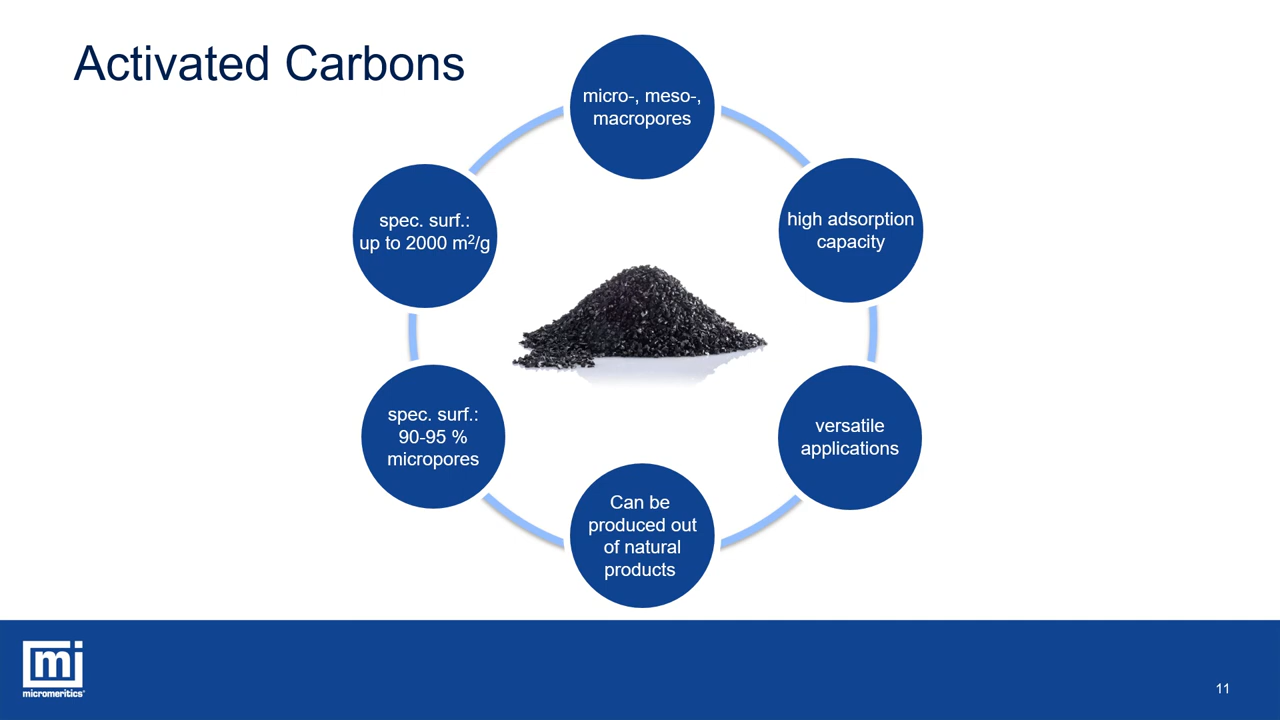 Activated Carbons
micro-, meso-,
macropores
high adsorption
capacity
versatile
applications
Can be
produced out
of natural
products
spec. surf.:
90-95 %
micropores
spec. surf.:
up to 2000 m²/g
mi
micromeritics®
11